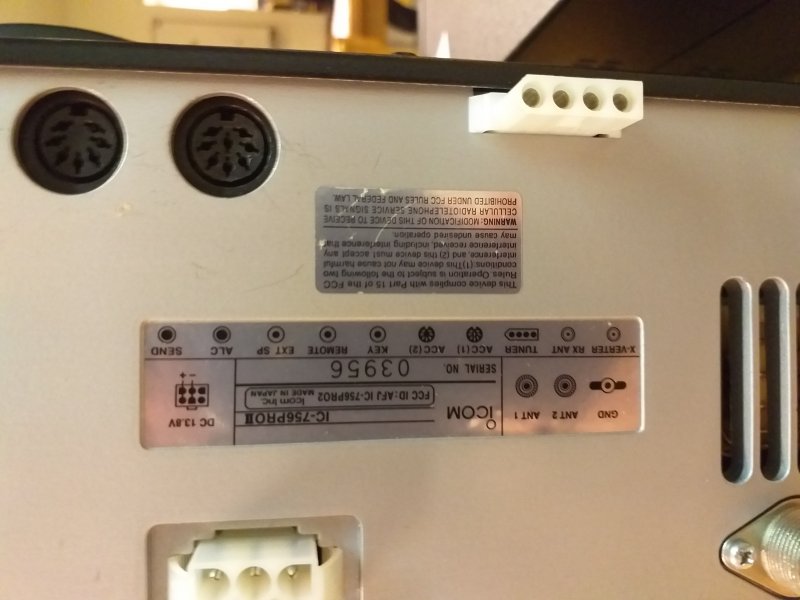 This device complies with Part 15 of the FCC
Rules. Operation is subject to the following two
conditions: (1) This device may not cause harmful
interference, and (2) this device must accept any
interference received, including interference that
may cause undesired operation.
WARNING: MODIFICATION OF THIS DEVICE TO RECEIVE
CELLULAR RADIOTELEPHONE SERVICE SIGNALS IS
PROHIBITED UNDER FCC RULES AND FEDERAL LAW.
GND ANT 2 ANT 1
ICOM IC-756PROII
FCC ID: AFJ IC-756PRO2 Icom Inc. MADE IN JAPAN
SERIAL NO. 03956
DC 13.8V
+ −
X-VERTER RX ANT TUNER ACC(1) ACC(2) KEY REMOTE EXT SP ALC SEND